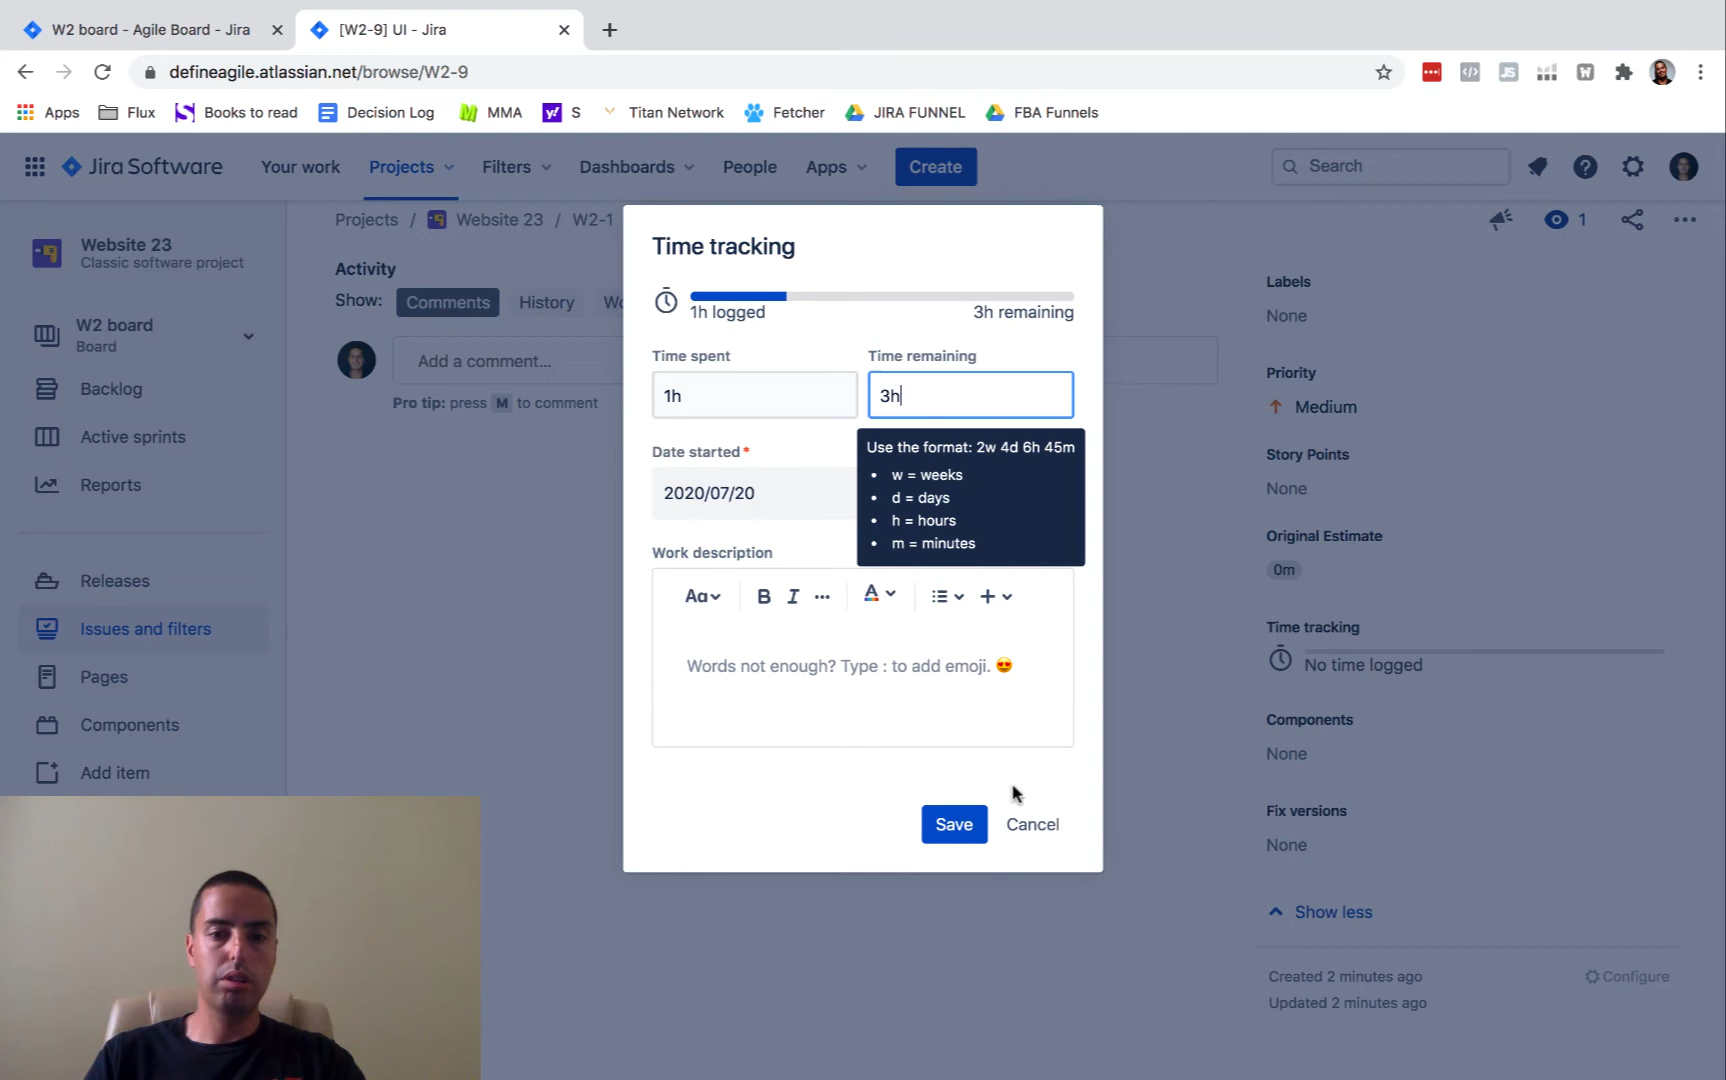 W2 board - Agile Board - Jira
[W2-9] UI - Jira
defineagile.atlassian.net/browse/W2-9
Apps
Flux
Books to read
Decision Log
MMA
S
Titan Network
Fetcher
JIRA FUNNEL
FBA Funnels
Jira Software
Your work
Projects
Filters
Dashboards
People
Apps
Create
Search
Website 23
Classic software project
W2 board
Board
Backlog
Active sprints
Reports
Releases
Issues and filters
Pages
Components
Add item
Projects / Website 23 / W2-1
1
Activity
Show: Comments History Wo
Add a comment…
Pro tip: press M to comment
Time tracking
1h logged
3h remaining
Time spent
Time remaining
1h
3h
Date started*
2020/07/20
Use the format: 2w 4d 6h 45m
• w = weeks
• d = days
• h = hours
• m = minutes
Work description
Aa B I ••• A
Words not enough? Type : to add emoji. 😍
Save
Cancel
Labels
None
Priority
Medium
Story Points
None
Original Estimate
0m
Time tracking
No time logged
Components
None
Fix versions
None
Show less
Created 2 minutes ago
Configure
Updated 2 minutes ago